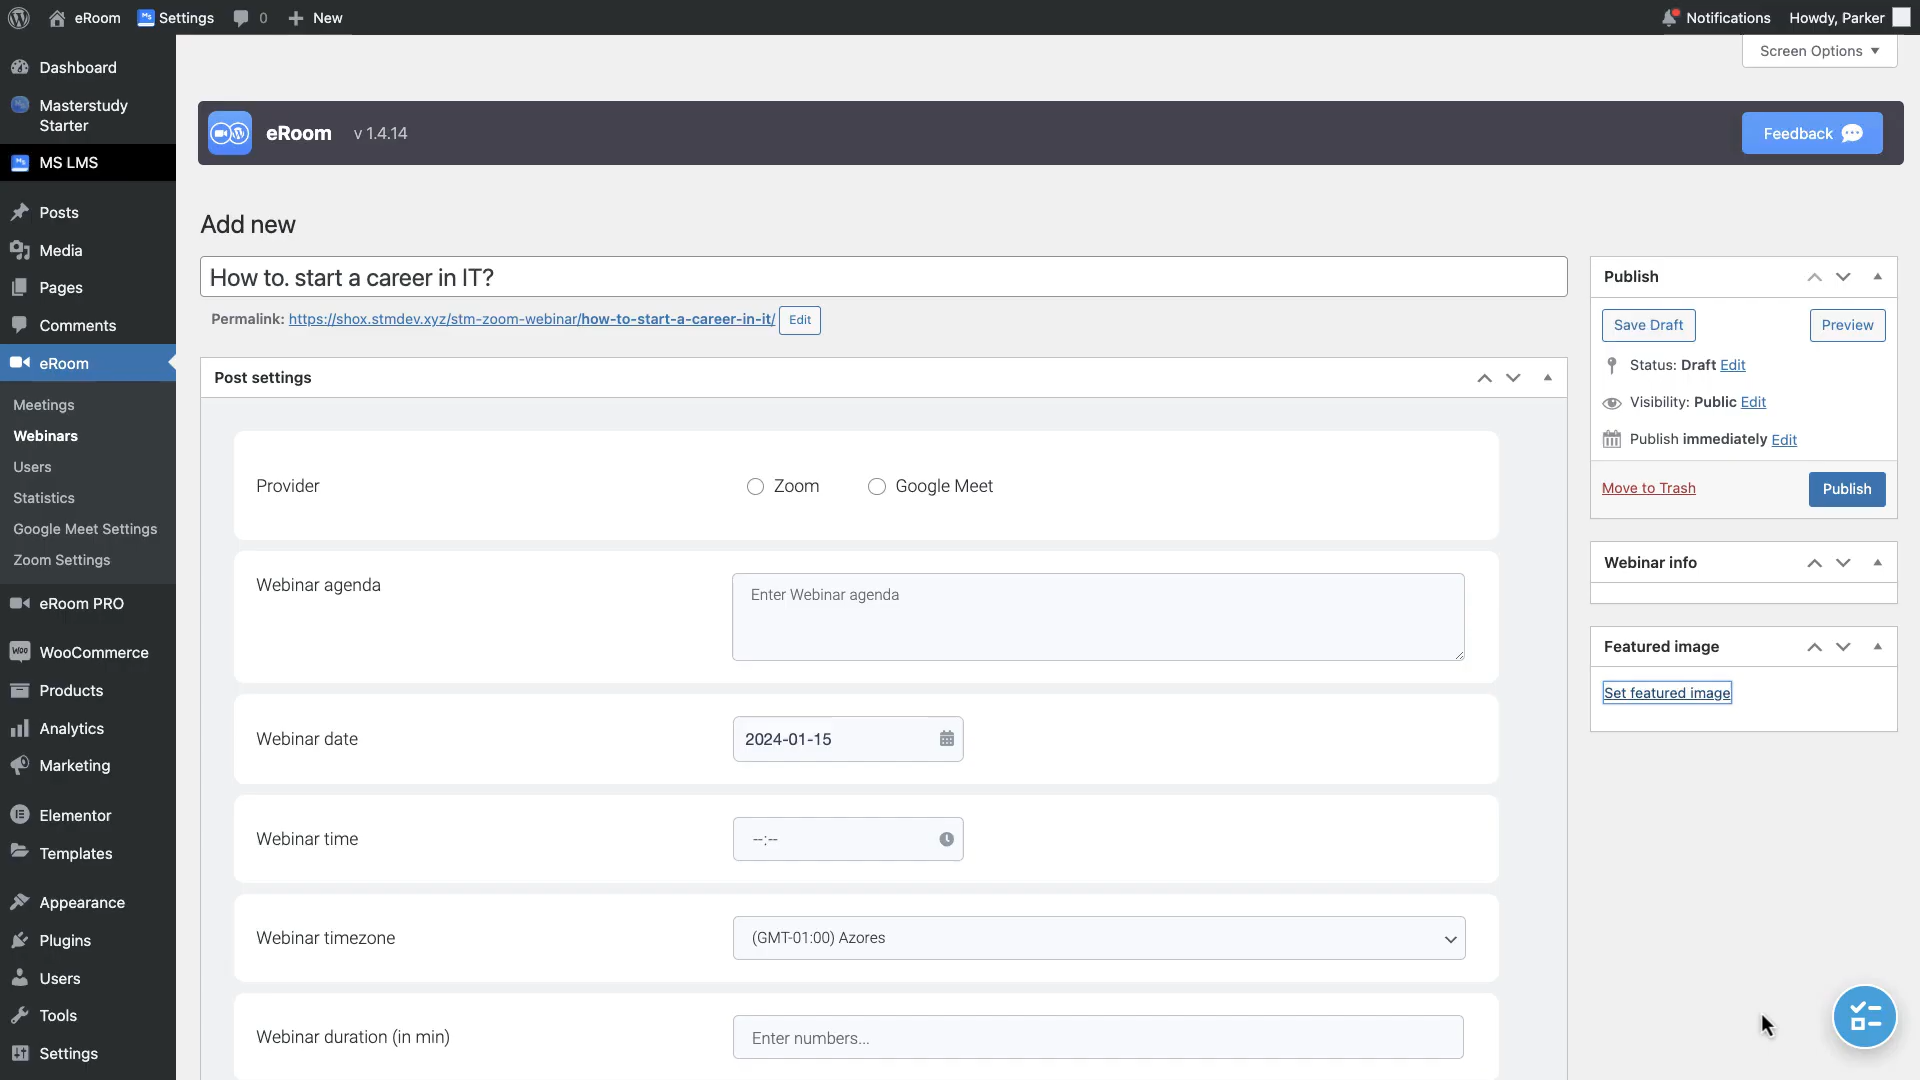 eRoom
Settings
0
New
Notifications
Howdy, Parker
Screen Options
Dashboard
Masterstudy
Starter
MS LMS
Posts
Media
Pages
Comments
eRoom
Meetings
Webinars
Users
Statistics
Google Meet Settings
Zoom Settings
eRoom PRO
WooCommerce
Products
Analytics
Marketing
Elementor
Templates
Appearance
Plugins
Users
Tools
Settings
eRoom v 1.4.14
Feedback
Add new
How to. start a career in IT?
Permalink: https://shox.stmdev.xyz/stm-zoom-webinar/how-to-start-a-career-in-it/ Edit
Post settings
Provider
Zoom
Google Meet
Webinar agenda
Enter Webinar agenda
Webinar date
2024-01-15
Webinar time
--:--
Webinar timezone
(GMT-01:00) Azores
Webinar duration (in min)
Enter numbers...
Publish
Save Draft
Preview
Status: Draft Edit
Visibility: Public Edit
Publish immediately Edit
Move to Trash
Publish
Webinar info
Featured image
Set featured image